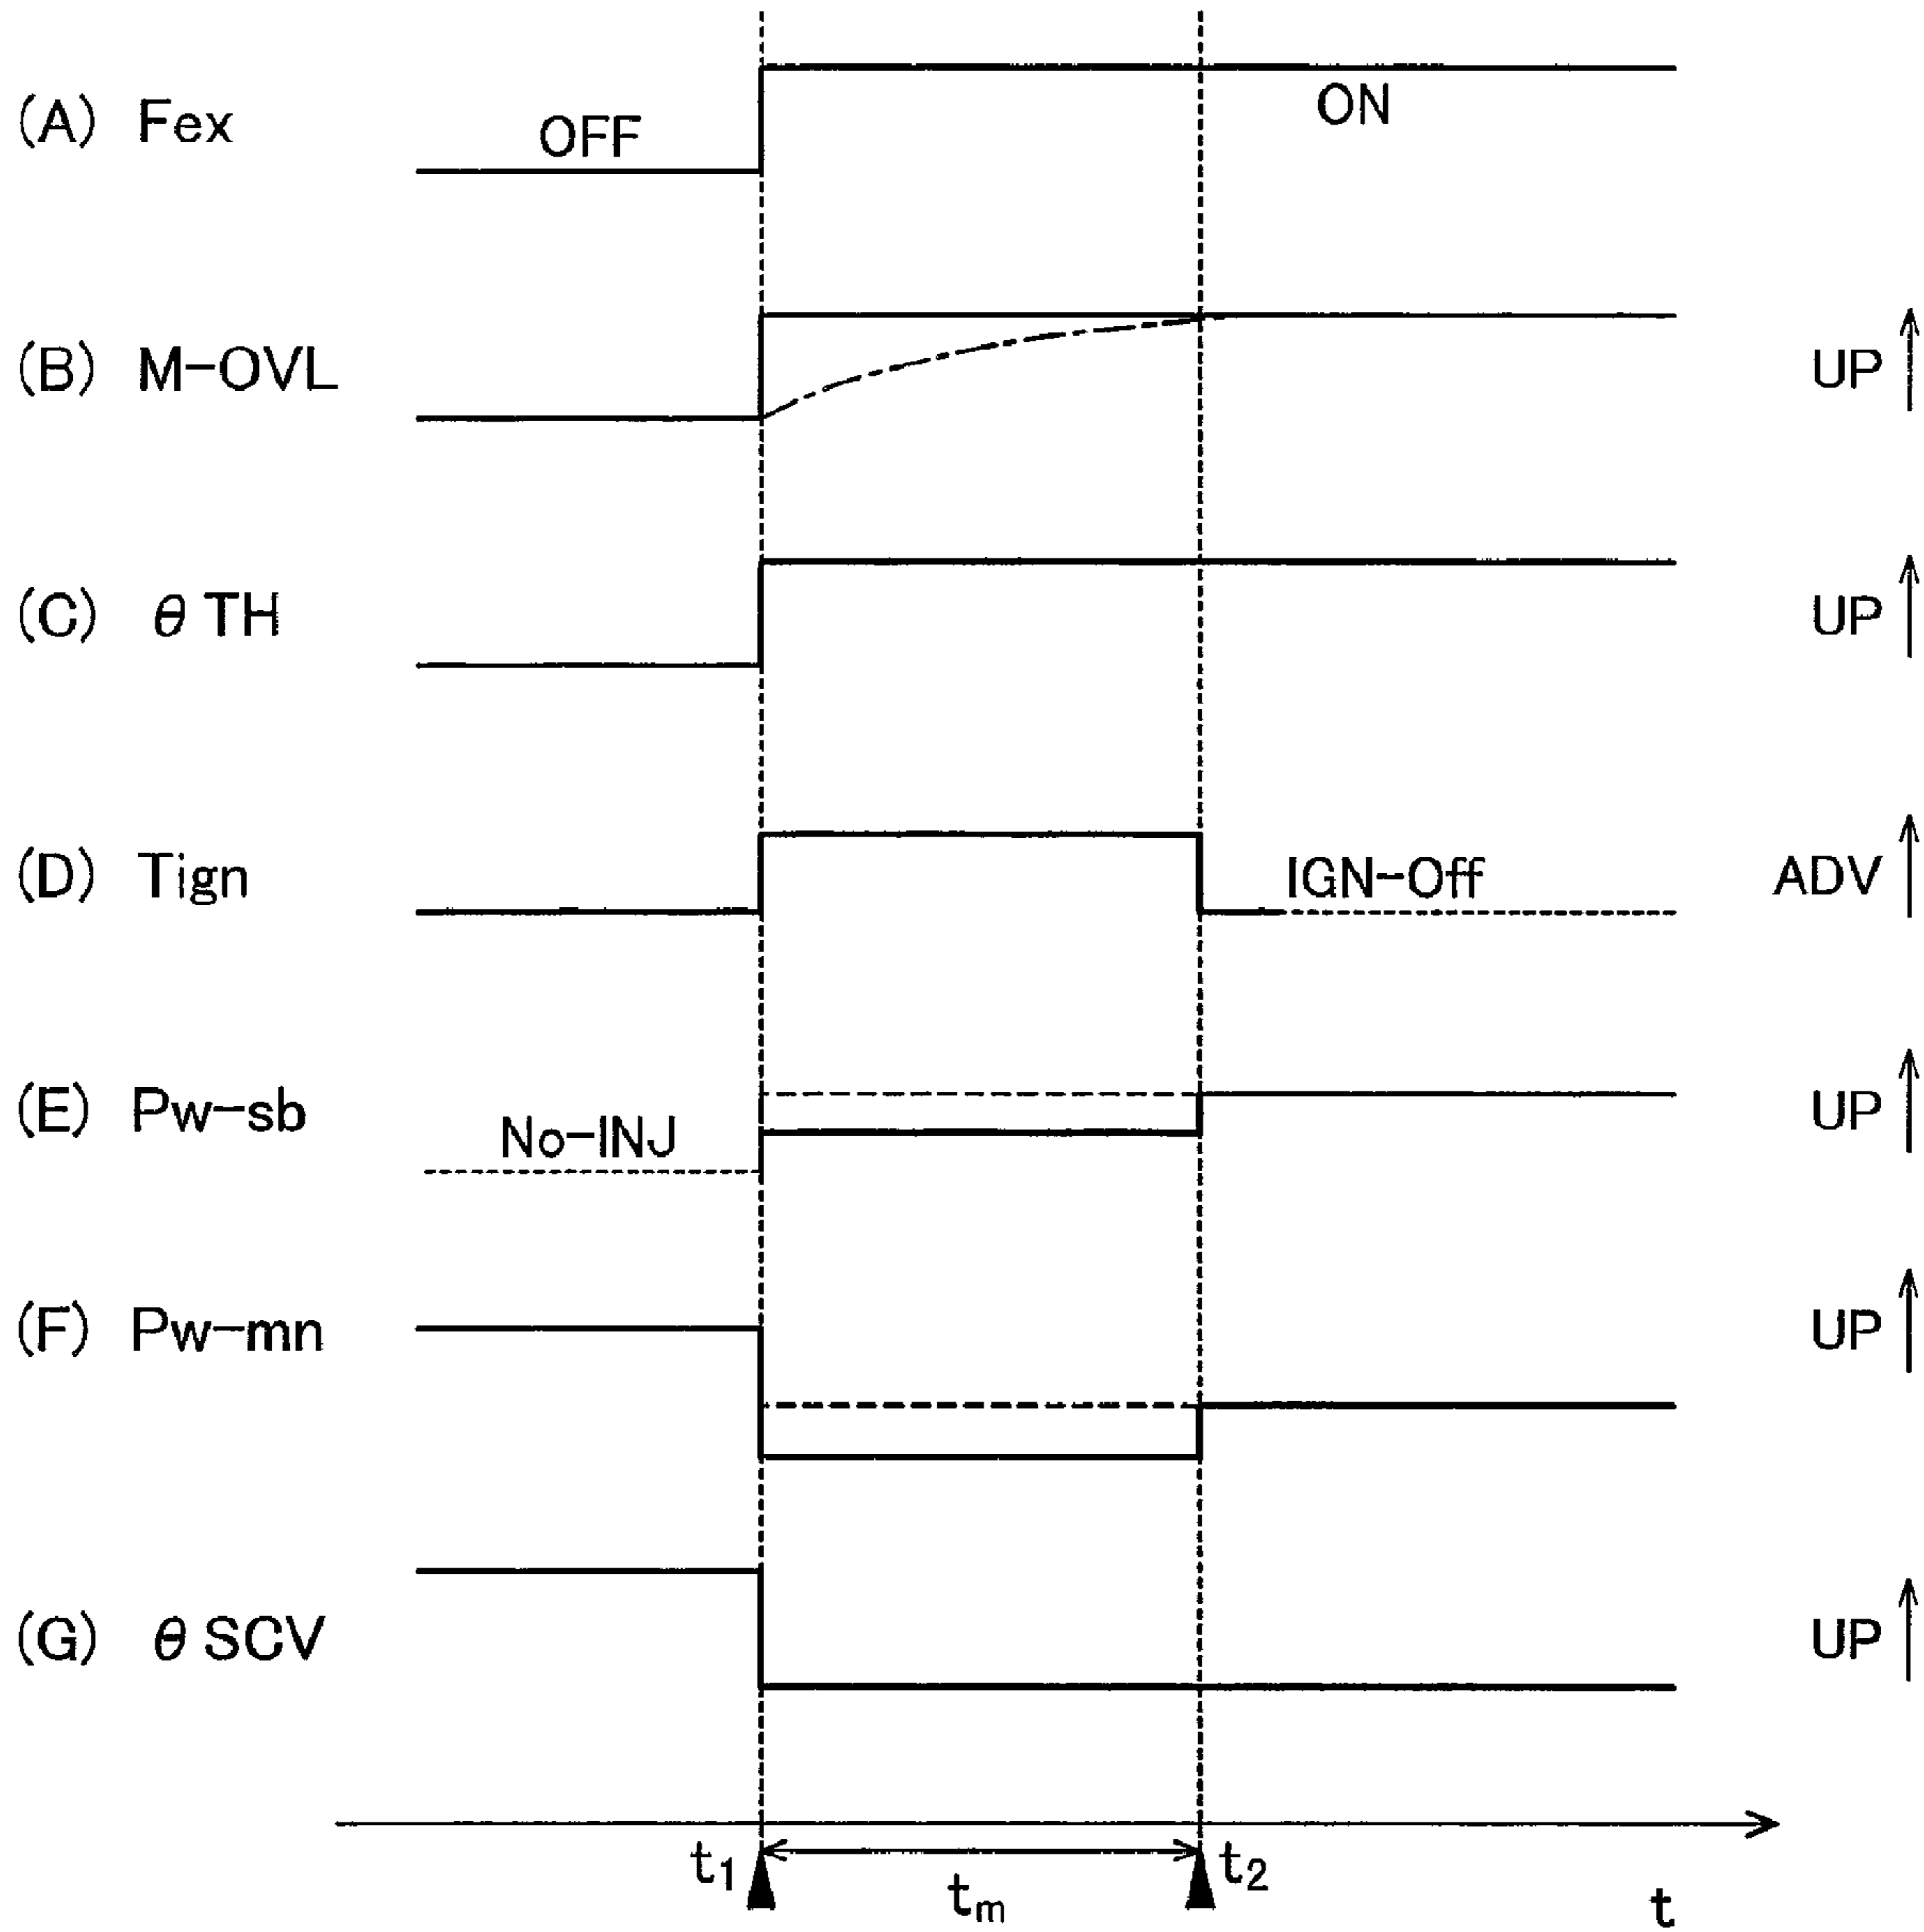 (A) Fex OFF ON
(B) M-OVL UP
(C) θ TH UP
(D) Tign IGN-Off ADV
(E) Pw-sb No-INJ UP
(F) Pw-mn UP
(G) θ SCV UP
t1 tm t2 t